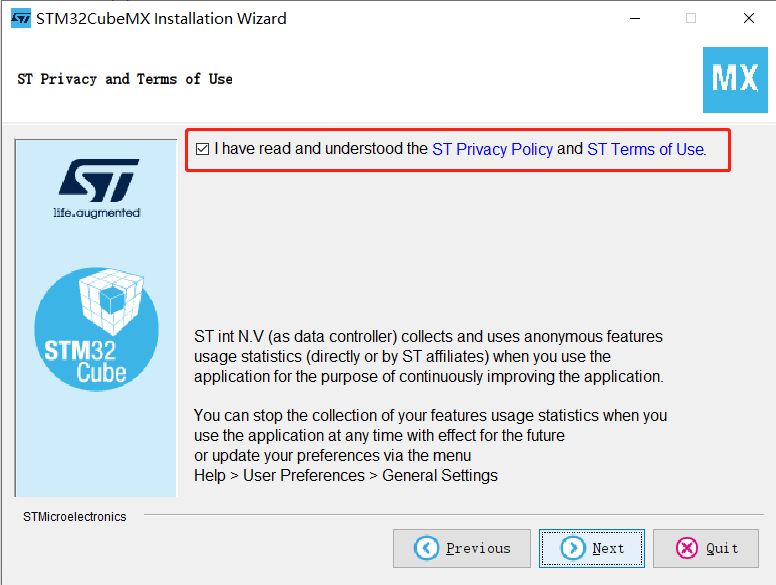 STM32CubeMX Installation Wizard
ST Privacy and Terms of Use
MX
I have read and understood the ST Privacy Policy and ST Terms of Use.
ST
life.augmented
STM32
Cube
ST int N.V (as data controller) collects and uses anonymous features
usage statistics (directly or by ST affiliates) when you use the
application for the purpose of continuously improving the application.
You can stop the collection of your features usage statistics when you
use the application at any time with effect for the future
or update your preferences via the menu
Help > User Preferences > General Settings
STMicroelectronics
Previous
Next
Quit